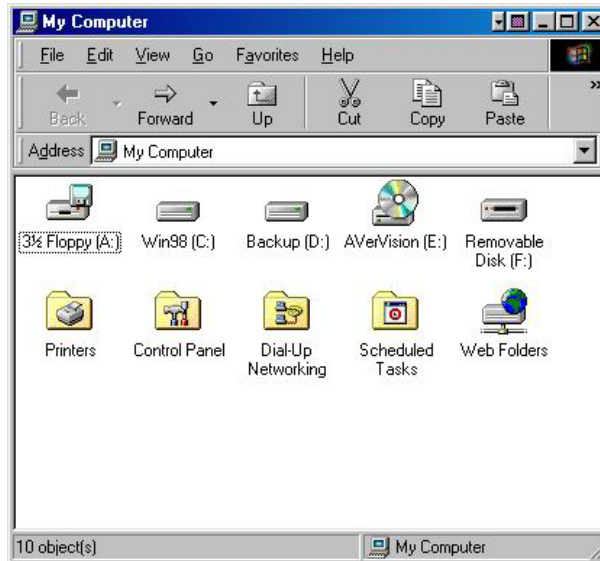 My Computer
File Edit View Go Favorites Help
Back Forward Up Cut Copy Paste »
Address My Computer
3½ Floppy (A:) Win98 (C:) Backup (D:) AVerVision (E:) Removable
Disk (F:)
Printers Control Panel Dial-Up Scheduled Web Folders
Networking Tasks
10 object(s) My Computer